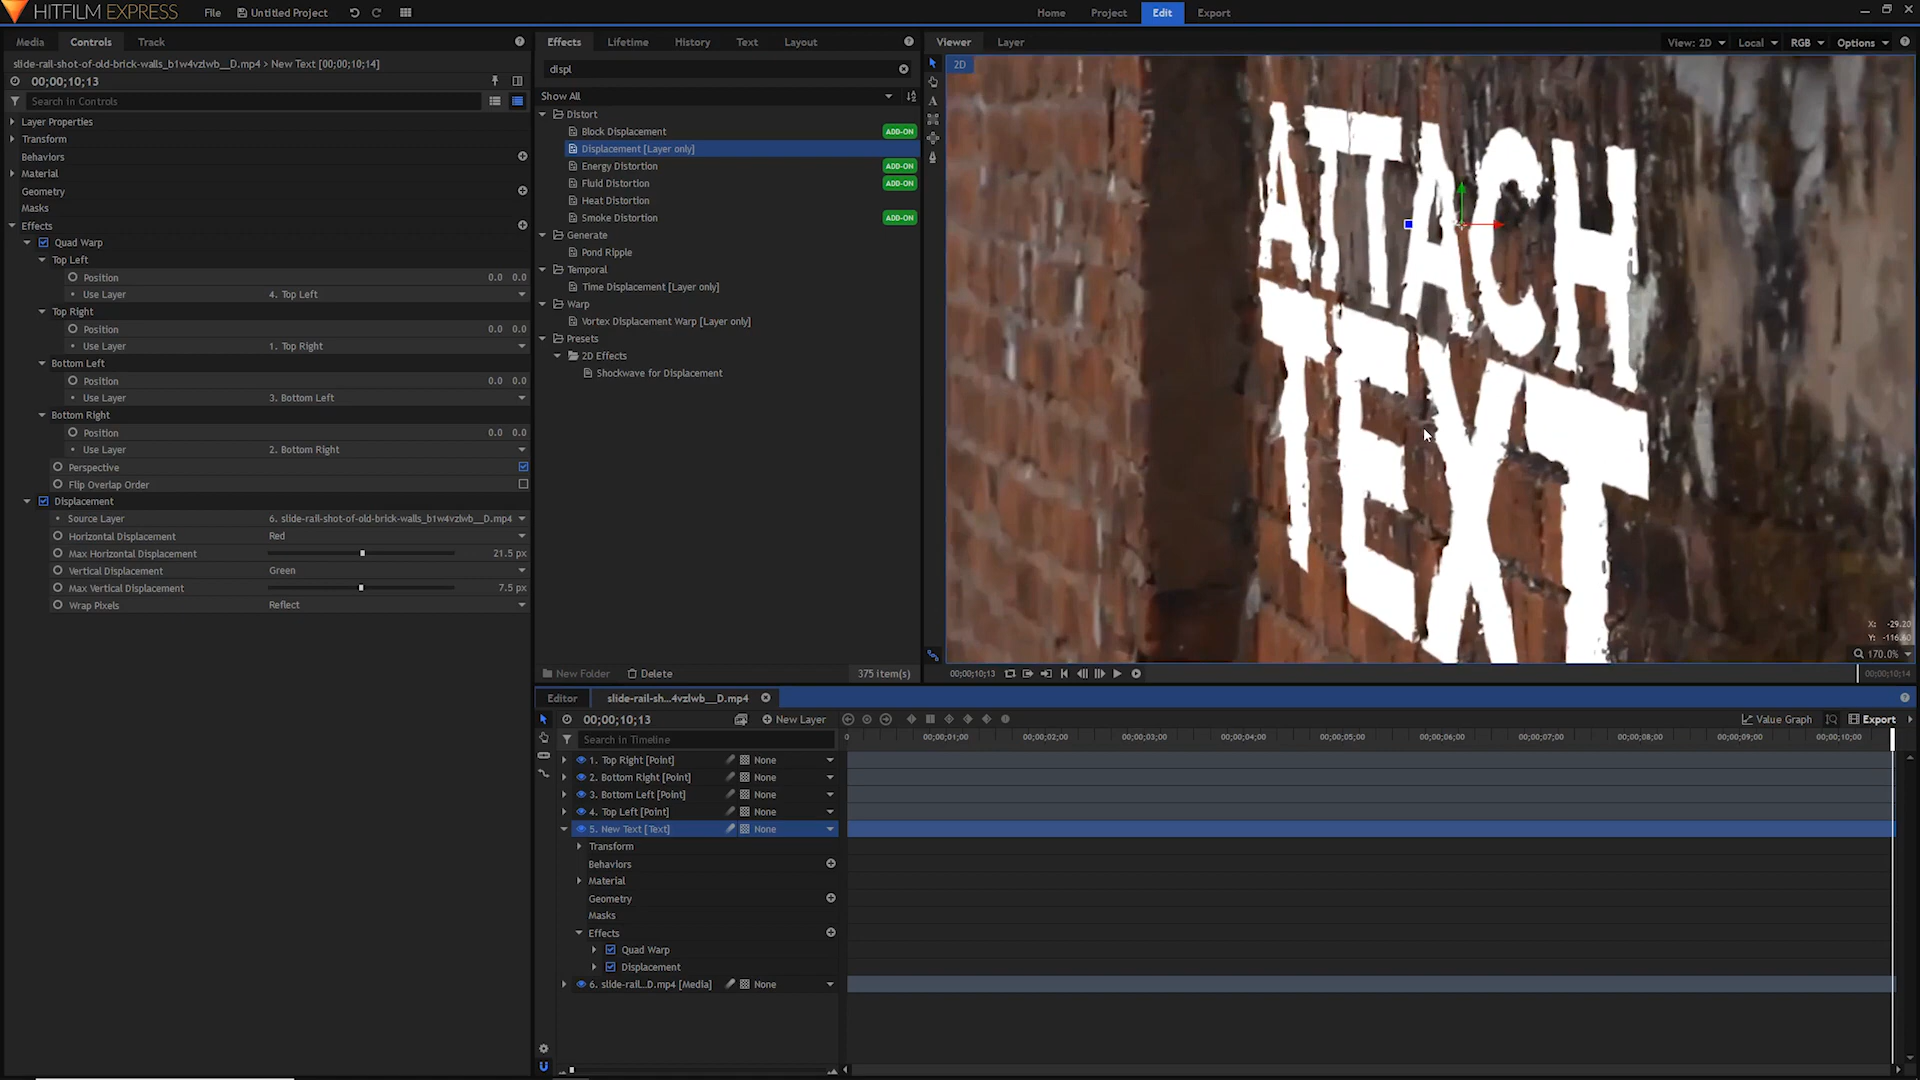 HITFILM EXPRESS
File
Untitled Project
Home
Project
Edit
Export
Media
Controls
Track
slide-rail-shot-of-old-brick-walls_b1w4vzlwb__D.mp4 > New Text [00;00;10;14]
00;00;10;13
Search in Controls
Layer Properties
Transform
Behaviors
Material
Geometry
Masks
Effects
Quad Warp
Top Left
Position 0.0 0.0
Use Layer 4. Top Left
Top Right
Position 0.0 0.0
Use Layer 1. Top Right
Bottom Left
Position 0.0 0.0
Use Layer 3. Bottom Left
Bottom Right
Position 0.0 0.0
Use Layer 2. Bottom Right
Perspective
Flip Overlap Order
Displacement
Source Layer 6. slide-rail-shot-of-old-brick-walls_b1w4vzlwb__D.mp4
Horizontal Displacement Red
Max Horizontal Displacement 21.5 px
Vertical Displacement Green
Max Vertical Displacement 7.5 px
Wrap Pixels Reflect
Effects
Lifetime
History
Text
Layout
displ
Show All
Distort
Block Displacement ADD-ON
Displacement [Layer only]
Energy Distortion ADD-ON
Fluid Distortion ADD-ON
Heat Distortion
Smoke Distortion ADD-ON
Generate
Pond Ripple
Temporal
Time Displacement [Layer only]
Warp
Vortex Displacement Warp [Layer only]
Presets
2D Effects
Shockwave for Displacement
New Folder
Delete
375 item(s)
Viewer
Layer
View: 2D
Local
RGB
Options
2D
ATTACH
TEXT
X: -29.20
Y: -116.60
170.0%
00;00;10;13
00;00;10;14
Editor
slide-rail-sh...4vzlwb__D.mp4
00;00;10;13
New Layer
Value Graph
Export
Search in Timeline
0 00;00;01;00 00;00;02;00 00;00;03;00 00;00;04;00 00;00;05;00 00;00;06;00 00;00;07;00 00;00;08;00 00;00;09;00 00;00;10;00
1. Top Right [Point] None
2. Bottom Right [Point] None
3. Bottom Left [Point] None
4. Top Left [Point] None
5. New Text [Text] None
Transform
Behaviors
Material
Geometry
Masks
Effects
Quad Warp
Displacement
6. slide-rail...D.mp4 [Media] None